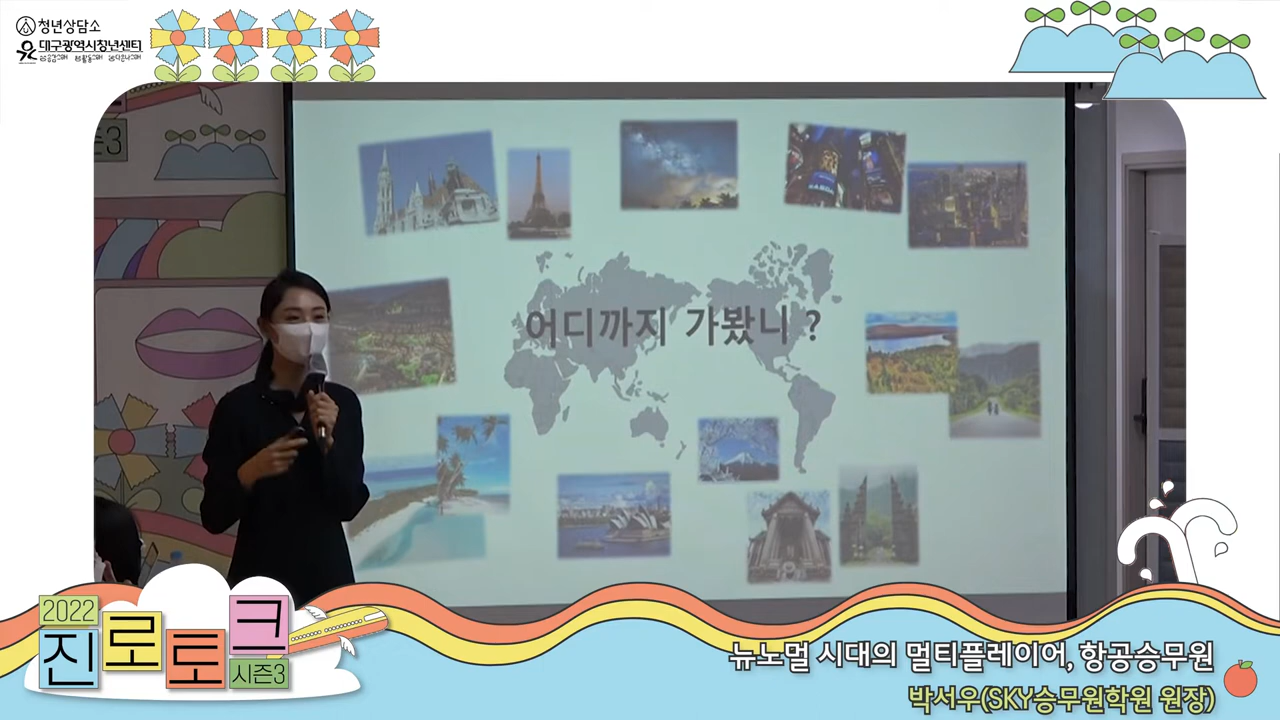 청년상담소
대구광역시청년센터
어디까지 가봤니 ?
2022
진로토크
시즌3
뉴노멀 시대의 멀티플레이어, 항공승무원
박서우(SKY승무원학원 원장)